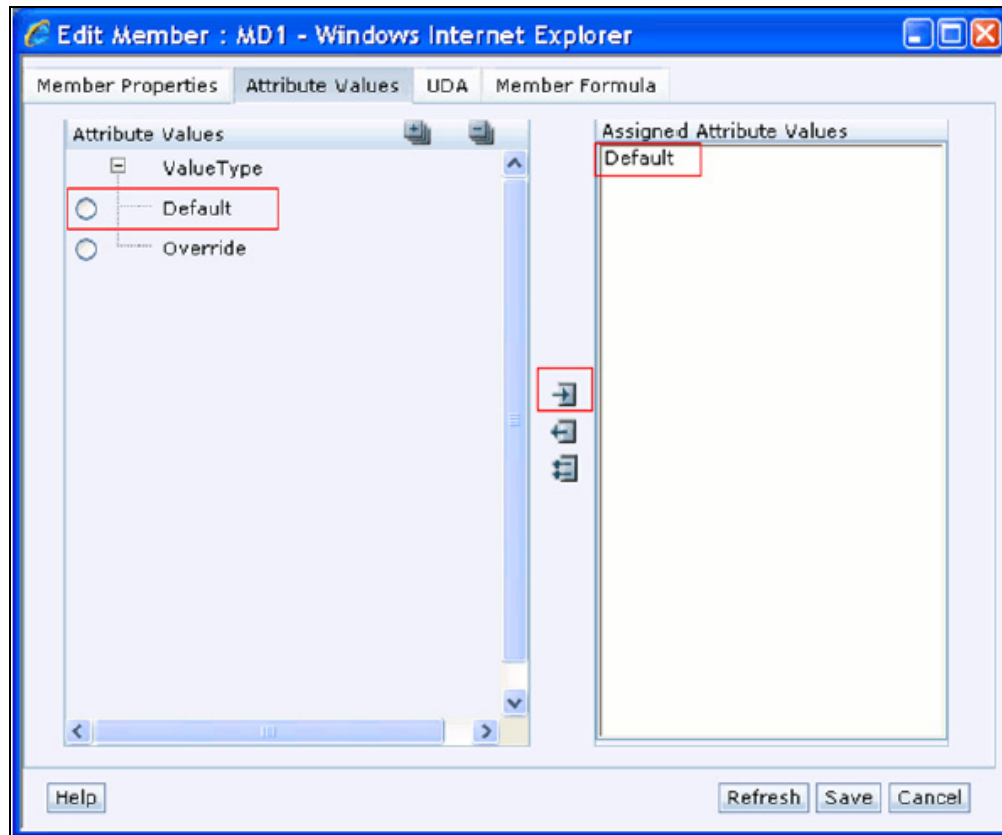 Edit Member : MD1 - Windows Internet Explorer
Member Properties Attribute Values UDA Member Formula
Attribute Values
ValueType
Default
Override
Assigned Attribute Values
Default
Help Refresh Save Cancel